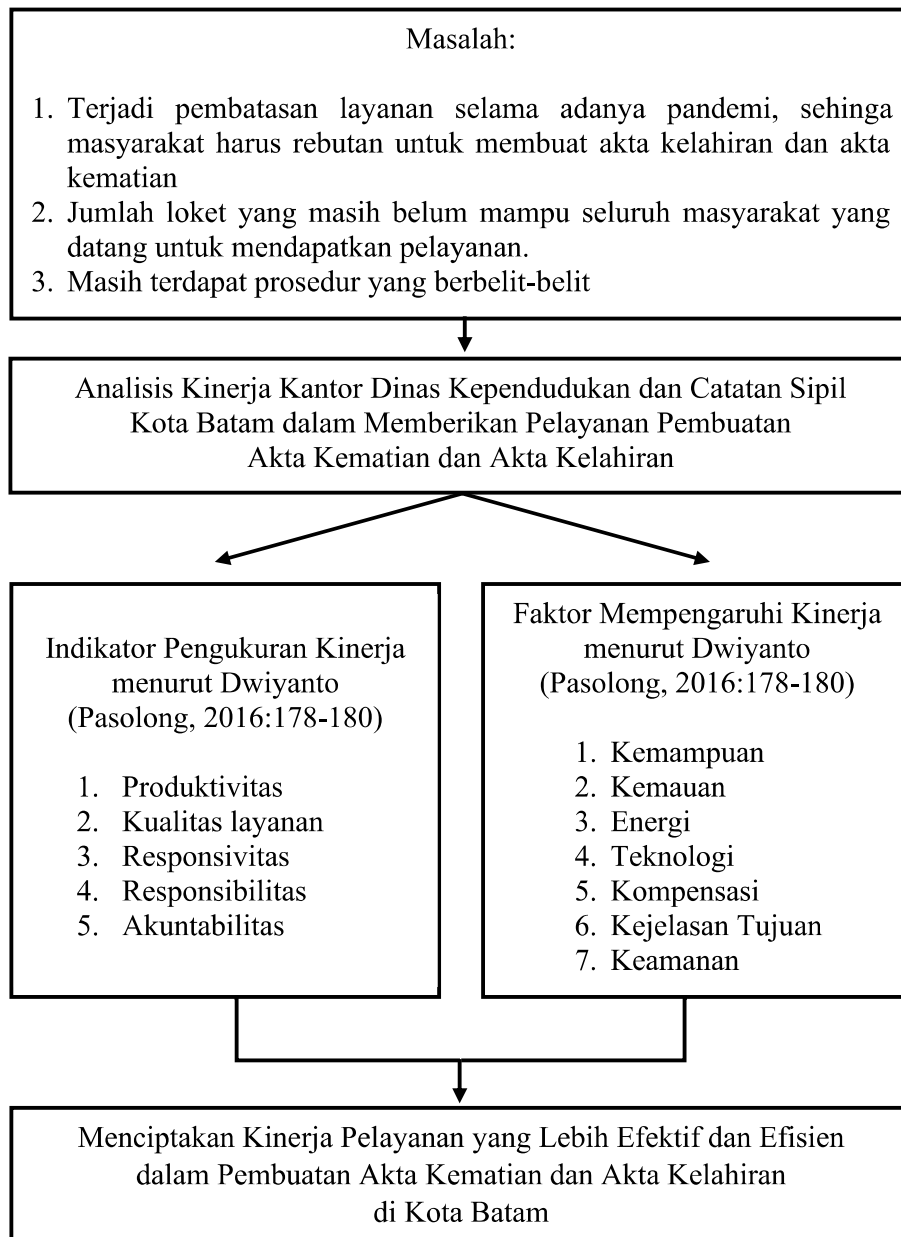 Masalah:
1. Terjadi pembatasan layanan selama adanya pandemi, sehinga
masyarakat harus rebutan untuk membuat akta kelahiran dan akta
kematian
2. Jumlah loket yang masih belum mampu seluruh masyarakat yang
datang untuk mendapatkan pelayanan.
3. Masih terdapat prosedur yang berbelit-belit
Analisis Kinerja Kantor Dinas Kependudukan dan Catatan Sipil
Kota Batam dalam Memberikan Pelayanan Pembuatan
Akta Kematian dan Akta Kelahiran
Indikator Pengukuran Kinerja
menurut Dwiyanto
(Pasolong, 2016:178-180)
1. Produktivitas
2. Kualitas layanan
3. Responsivitas
4. Responsibilitas
5. Akuntabilitas
Faktor Mempengaruhi Kinerja
menurut Dwiyanto
(Pasolong, 2016:178-180)
1. Kemampuan
2. Kemauan
3. Energi
4. Teknologi
5. Kompensasi
6. Kejelasan Tujuan
7. Keamanan
Menciptakan Kinerja Pelayanan yang Lebih Efektif dan Efisien
dalam Pembuatan Akta Kematian dan Akta Kelahiran
di Kota Batam